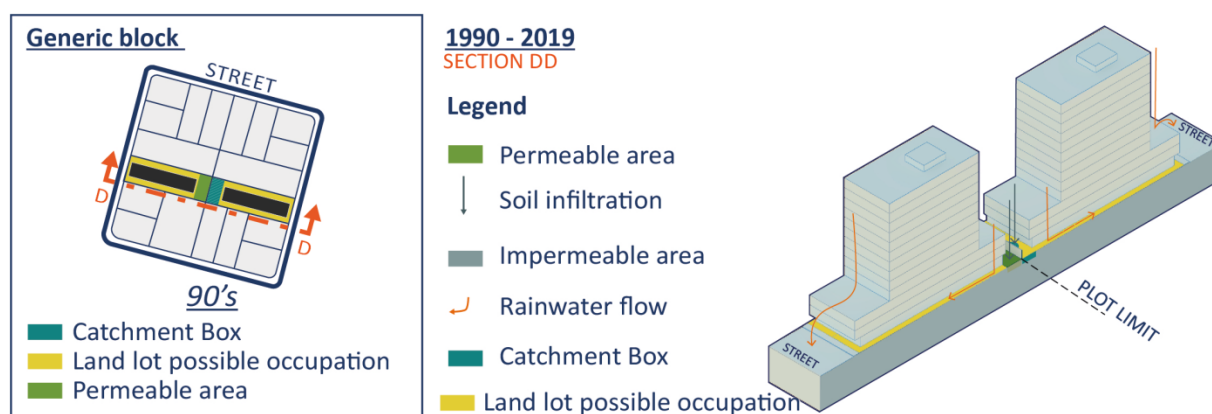 Generic block
STREET
D
D
90's
Catchment Box
Land lot possible occupation
Permeable area
1990 - 2019
SECTION DD
Legend
Permeable area
Soil infiltration
Impermeable area
Rainwater flow
Catchment Box
Land lot possible occupation
STREET
PLOT LIMIT
STREET